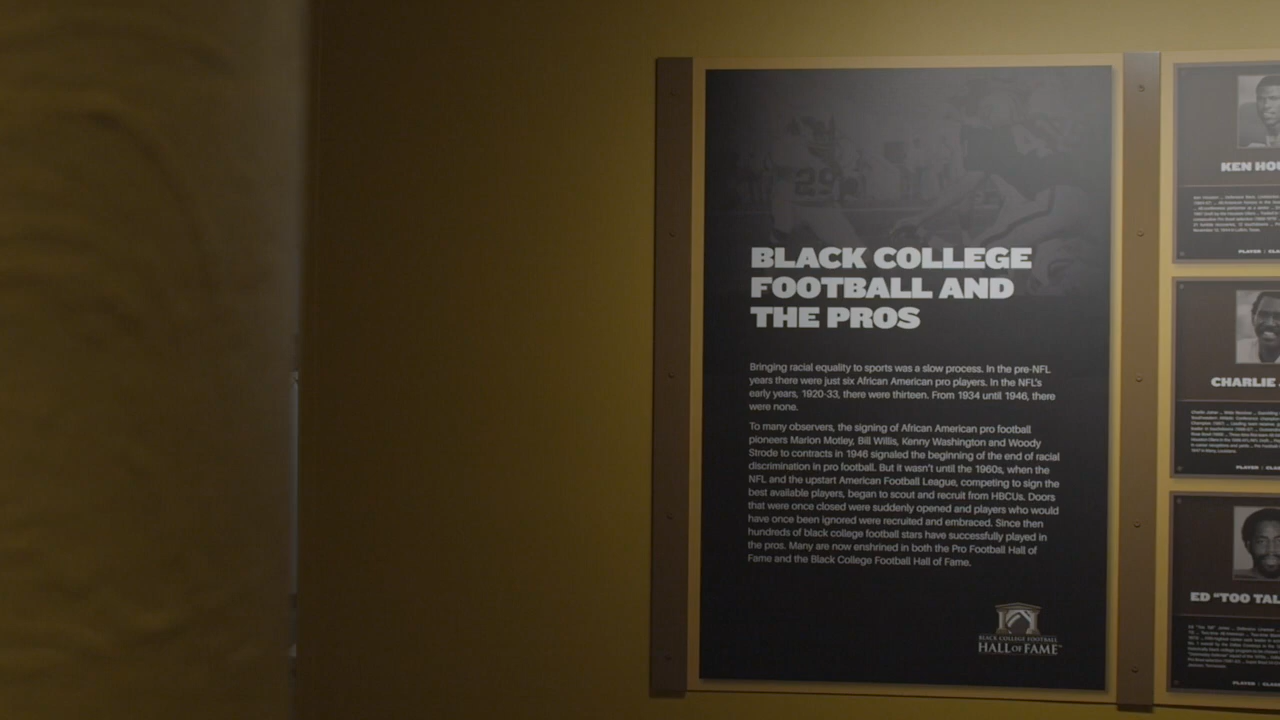 29
BLACK COLLEGE
FOOTBALL AND
THE PROS
Bringing racial equality to sports was a slow process. In the pre-NFL
years there were just six African American pro players. In the NFL's
early years, 1920-33, there were thirteen. From 1934 until 1946, there
were none.
To many observers, the signing of African American pro football
pioneers Marion Motley, Bill Willis, Kenny Washington and Woody
Strode to contracts in 1946 signaled the beginning of the end of racial
discrimination in pro football. But it wasn't until the 1960s, when the
NFL and the upstart American Football League, competing to sign the
best available players, began to scout and recruit from HBCUs. Doors
that were once closed were suddenly opened and players who would
have once been ignored were recruited and embraced. Since then
hundreds of black college football stars have successfully played in
the pros. Many are now enshrined in both the Pro Football Hall of
Fame and the Black College Football Hall of Fame.
BLACK COLLEGE FOOTBALL
HALL OF FAME
KEN HOU
PLAYER
CHARLIE
PLAYER
ED "TOO TAL
PLAYER